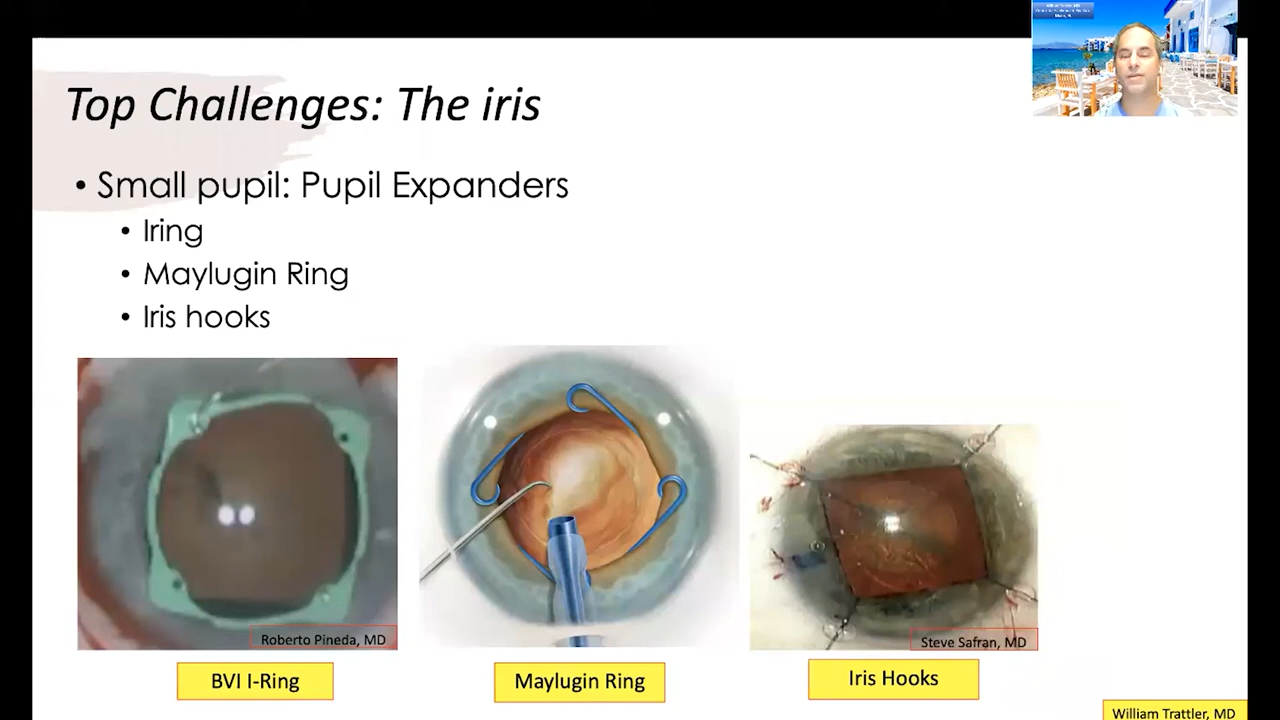 Top Challenges: The iris
• Small pupil: Pupil Expanders
• Iring
• Maylugin Ring
• Iris hooks
Roberto Pineda, MD
Steve Safran, MD
BVI I-Ring
Maylugin Ring
Iris Hooks
William Trattler, MD